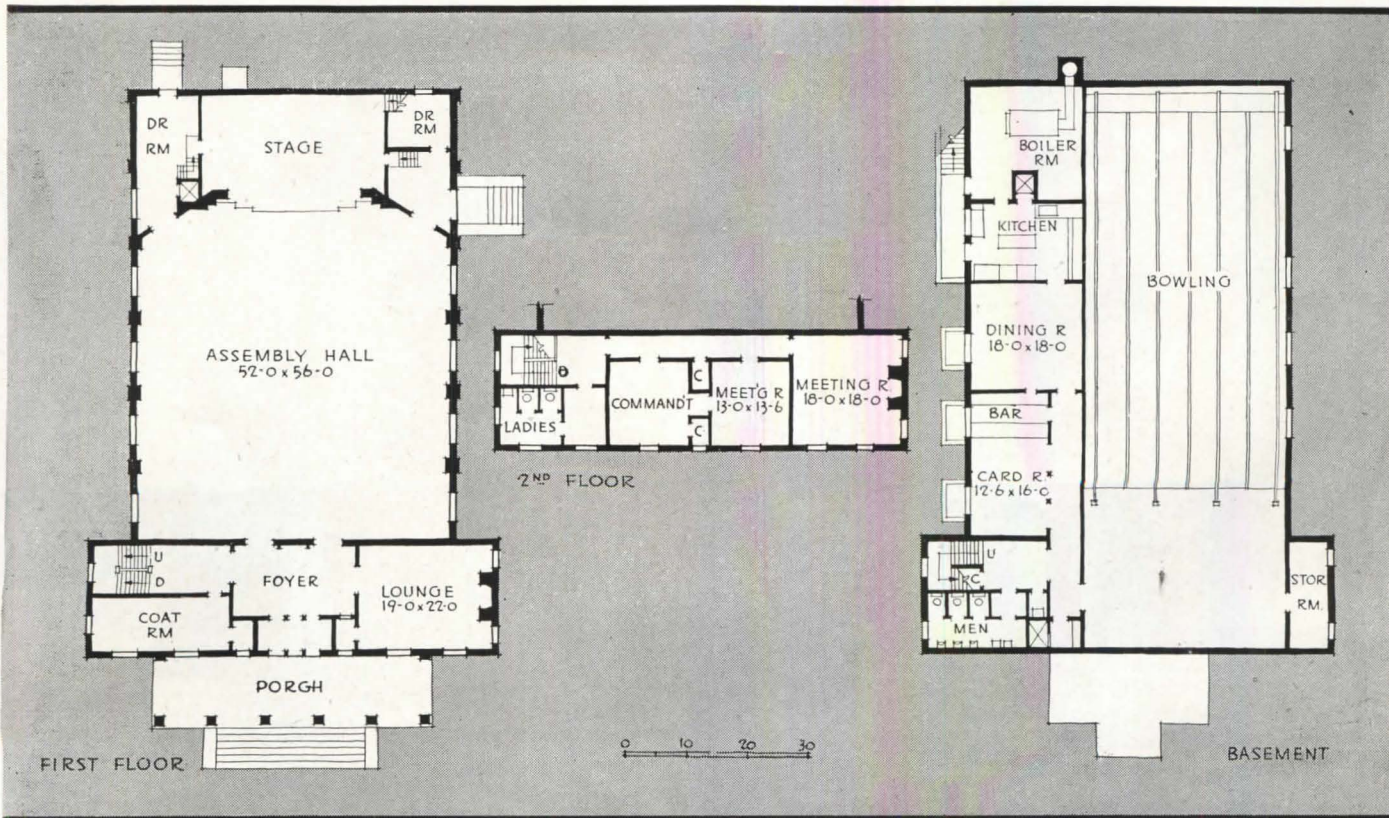 DR
RM
STAGE
DR
RM
ASSEMBLY HALL
52-0 x 56-0
U
D
FOYER
LOUNGE
19-0 x 22-0
COAT
RM
PORCH
FIRST FLOOR
COMMANDT
C
C
MEETG R
13-0 x 13-6
MEETING R.
18-0 x 18-0
LADIES
2ND FLOOR
0 10 20 30
BOILER
RM
KITCHEN
BOWLING
DINING R
18-0 x 18-0
BAR
CARD R.
12-6 x 16-0
U
C
MEN
STOR
RM.
BASEMENT